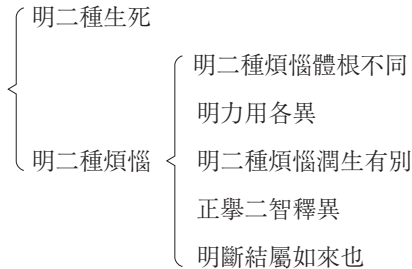 明二種生死
明二種煩惱
明二種煩惱體根不同
明力用各異
明二種煩惱潤生有別
正擧二智釋異
明斷結屬如來也